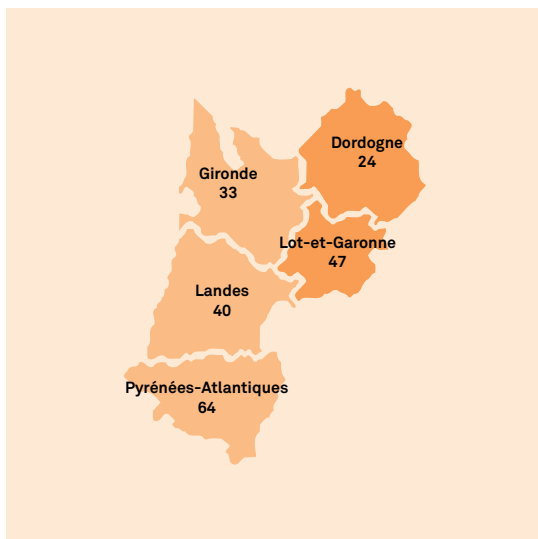 Dordogne
24
Gironde
33
Lot-et-Garonne
47
Landes
40
Pyrénées-Atlantiques
64